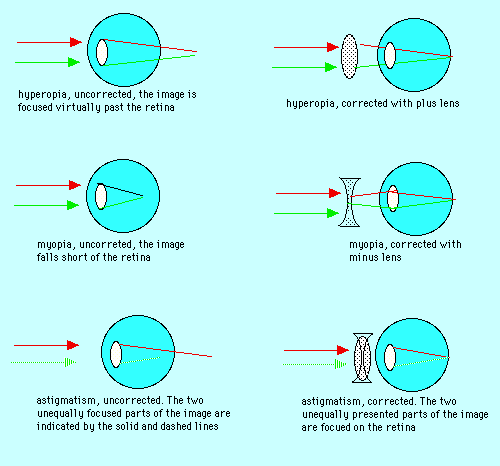 hyperopia, uncorrected, the image is
focused virtually past the retina
hyperopia, corrected with plus lens
myopia, uncorreted, the image
falls short of the retina
myopia, corrected with
minus lens
astigmatism, uncorrected. The two
unequally focused parts of the image are
indicated by the solid and dashed lines
astigmatism, corrected. The two
unequally presented parts of the image
are focued on the retina